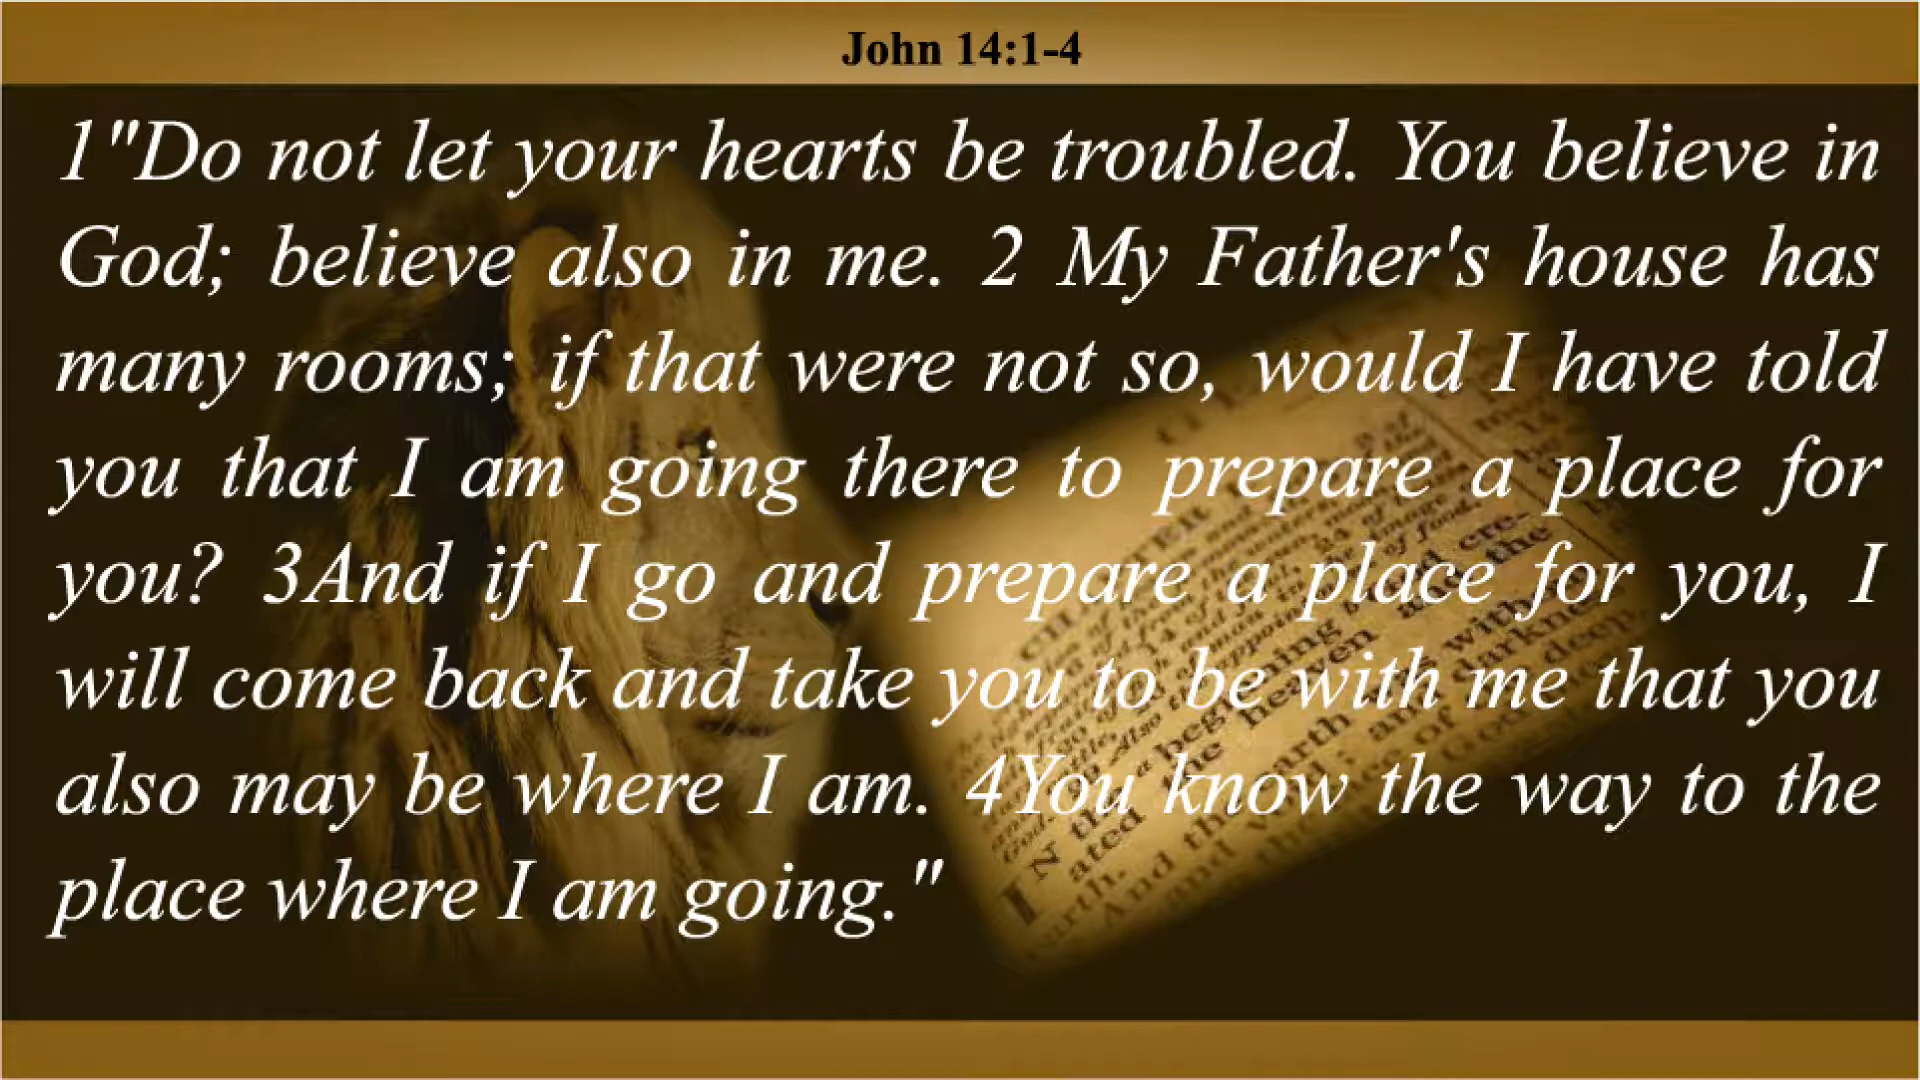 John 14:1-4
1"Do not let your hearts be troubled. You believe in
God; believe also in me. 2 My Father's house has
many rooms; if that were not so, would I have told
you that I am going there to prepare a place for
you? 3And if I go and prepare a place for you, I
will come back and take you to be with me that you
also may be where I am. 4You know the way to the
place where I am going."